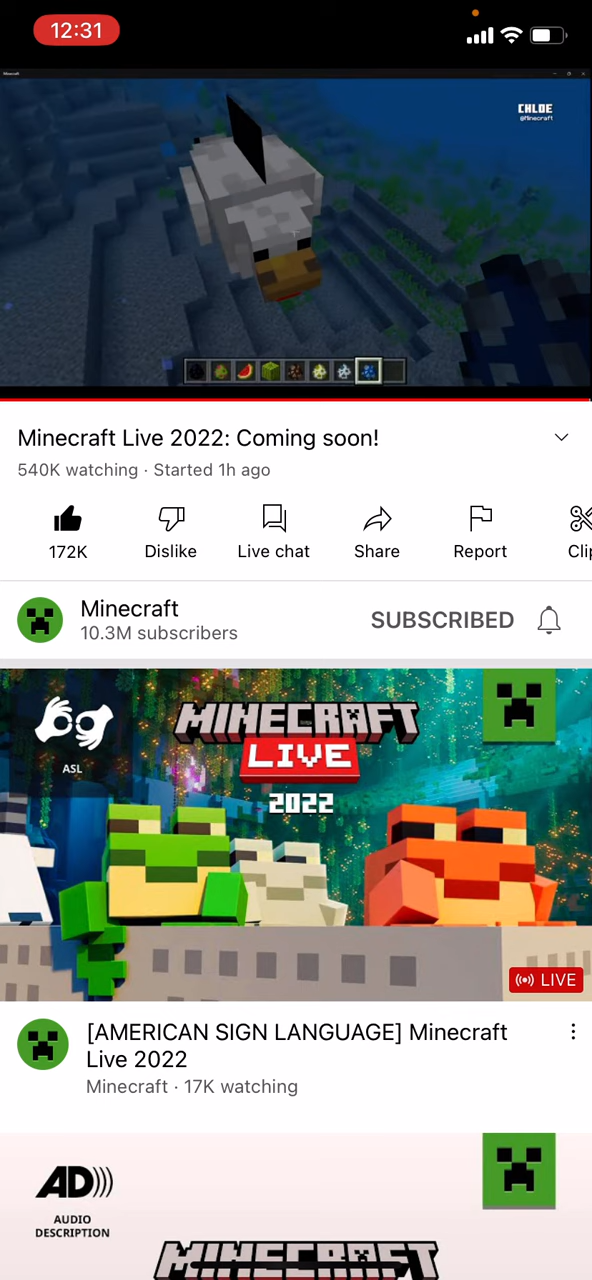 12:31
Minecraft
CHLOE
@Minecraft
Minecraft Live 2022: Coming soon!
540K watching · Started 1h ago
172K
Dislike
Live chat
Share
Report
Clip
Minecraft
10.3M subscribers
SUBSCRIBED
ASL
MINECRAFT
LIVE
2022
LIVE
[AMERICAN SIGN LANGUAGE] Minecraft
Live 2022
Minecraft · 17K watching
AD)))
AUDIO
DESCRIPTION
MINECRAFT